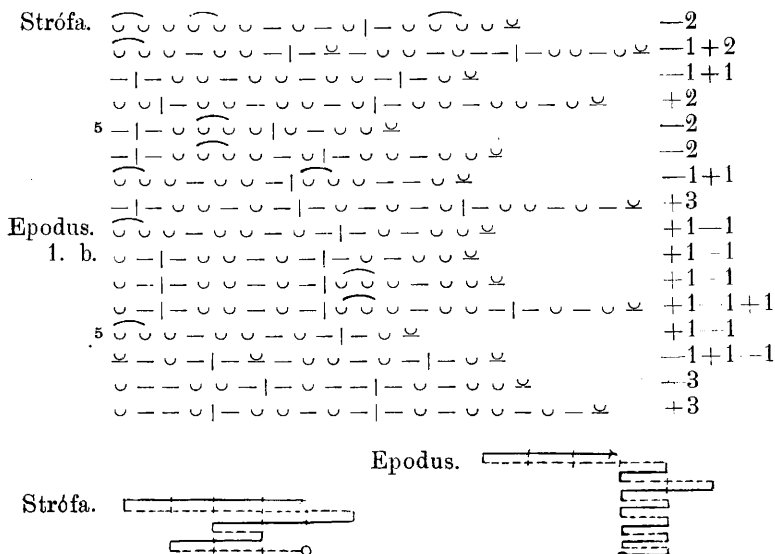 Strófa. ⏑ ⏑ ⏑ ⏑ ⏑ — ⏑ — | — ⏑ ⏑ ⏑ ⏑ ⏓ —2
⏑ ⏑ ⏑ — — | — ⏓ — ⏑ ⏑ — — | — ⏑ ⏑ — ⏑ ⏓ —1+2
— | — ⏑ — ⏑ ⏑ — ⏑ — | — ⏑ ⏓ —1+1
⏑ ⏑ | — ⏑ ⏑ — ⏑ — ⏑ — | — ⏑ ⏑ ⏑ — ⏑ — ⏓ +2
5 — | — ⏑ ⏑ ⏑ ⏑ | ⏑ — ⏑ ⏑ ⏓ —2
— | — ⏑ ⏑ ⏑ — ⏑ | — ⏑ — ⏑ — ⏓ —2
⏑ ⏑ ⏑ — ⏑ — | ⏑ ⏑ ⏑ — — ⏑ ⏓ —1+1
— | — ⏑ — ⏑ — | — ⏑ — ⏑ — ⏑ | — ⏑ ⏑ — ⏑ — ⏓ +3
Epodus. ⏑ ⏑ ⏑ — ⏑ — ⏑ — | — ⏑ — ⏑ ⏓ +1—1
1. b. ⏑ — | — ⏑ — ⏑ — | — ⏑ — ⏑ ⏓ +1—1
⏑ — | — ⏑ — ⏑ — | ⏑ ⏑ ⏑ — ⏑ — ⏓ +1—1
⏑ — | — ⏑ — ⏑ — | ⏑ ⏑ ⏑ — ⏑ — | — ⏑ — ⏑ ⏓ +1—1+1
5 ⏑ ⏑ ⏑ — ⏑ — ⏑ — | — ⏑ ⏓ +1—1
⏓ — ⏑ — | — ⏓ — ⏑ — ⏑ — | — ⏑ ⏓ —1+1—1
⏑ — — ⏑ ⏑ — | — ⏑ — | — ⏑ — ⏑ — ⏓ —3
⏑ — — ⏑ | — ⏑ — ⏑ — | — ⏑ — ⏑ — ⏑ — ⏓ +3
Epodus.
Strófa.